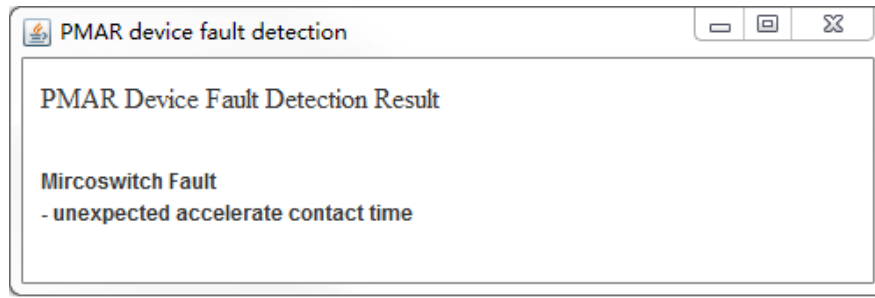 PMAR device fault detection
PMAR Device Fault Detection Result
Mircoswitch Fault
- unexpected accelerate contact time